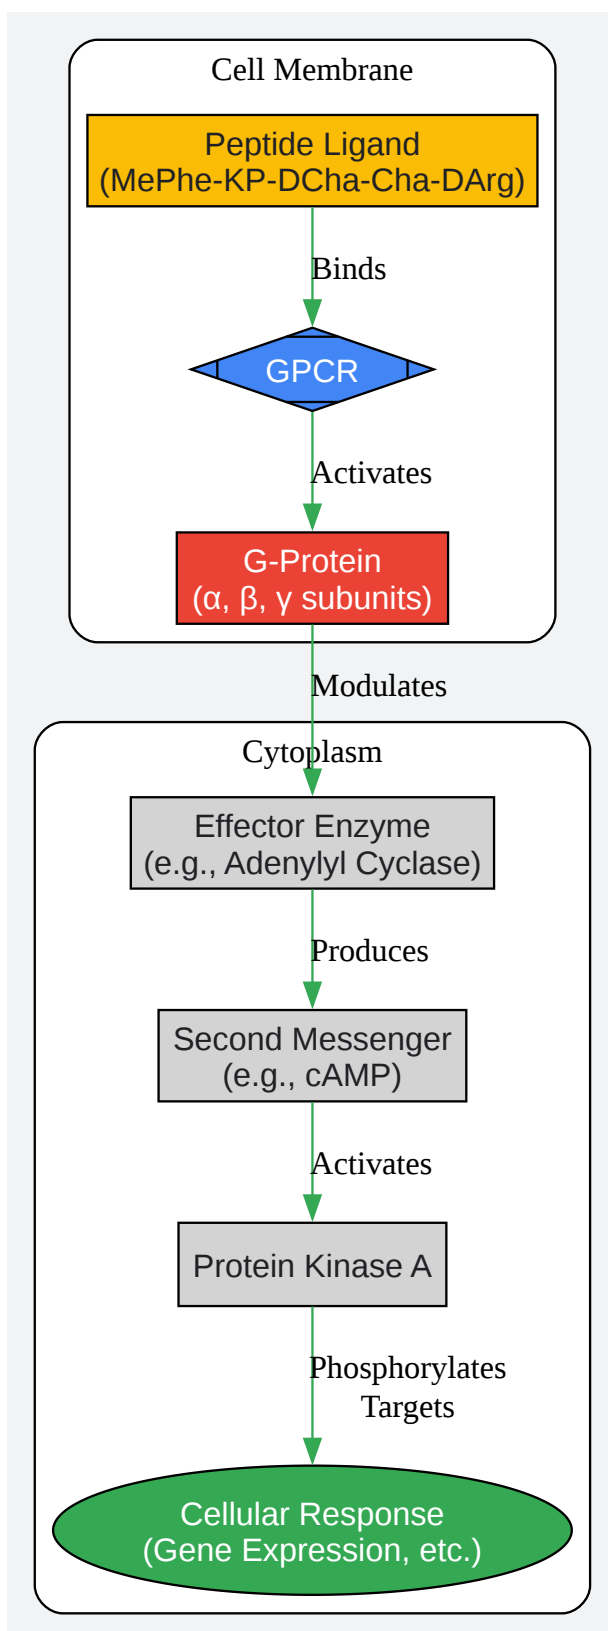 Cell Membrane
Peptide Ligand
(MePhe-KP-DCha-Cha-DArg)
Binds
GPCR
Activates
G-Protein
(α, β, γ subunits)
Modulates
Cytoplasm
Effector Enzyme
(e.g., Adenylyl Cyclase)
Produces
Second Messenger
(e.g., cAMP)
Activates
Protein Kinase A
Phosphorylates
Targets
Cellular Response
(Gene Expression, etc.)